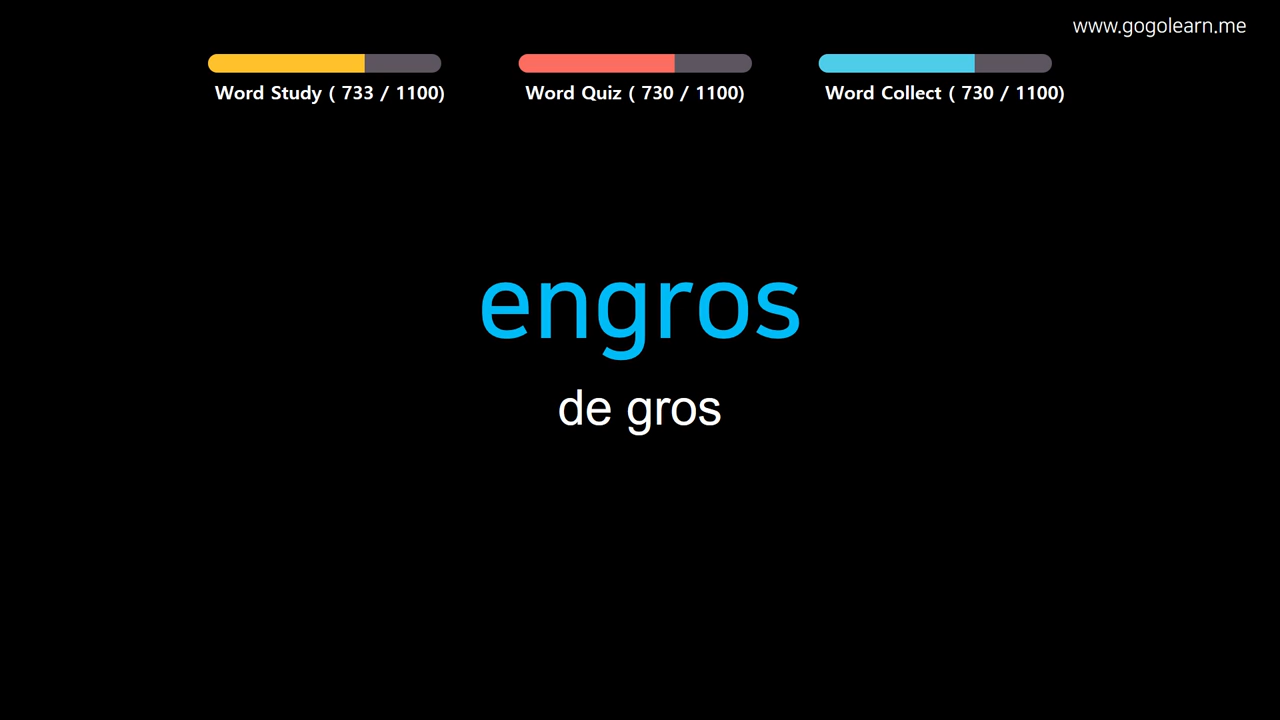 www.gogolearn.me
Word Study ( 733 / 1100)
Word Quiz ( 730 / 1100)
Word Collect ( 730 / 1100)
engros
de gros